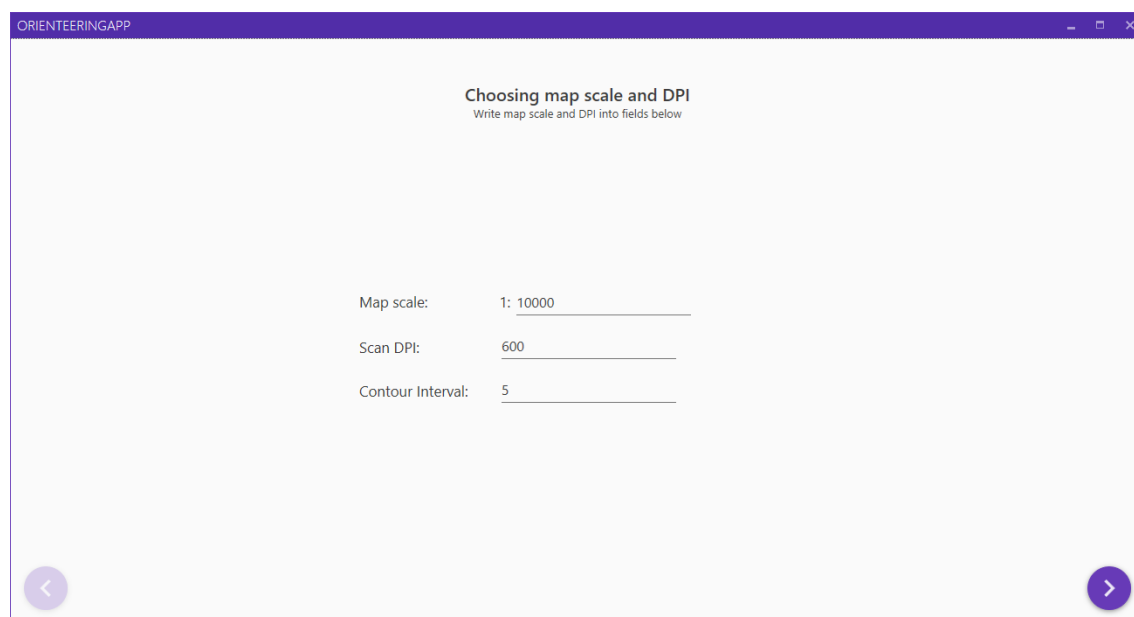 ORIENTEERINGAPP
Choosing map scale and DPI
Write map scale and DPI into fields below
Map scale: 1: 10000
Scan DPI: 600
Contour Interval: 5